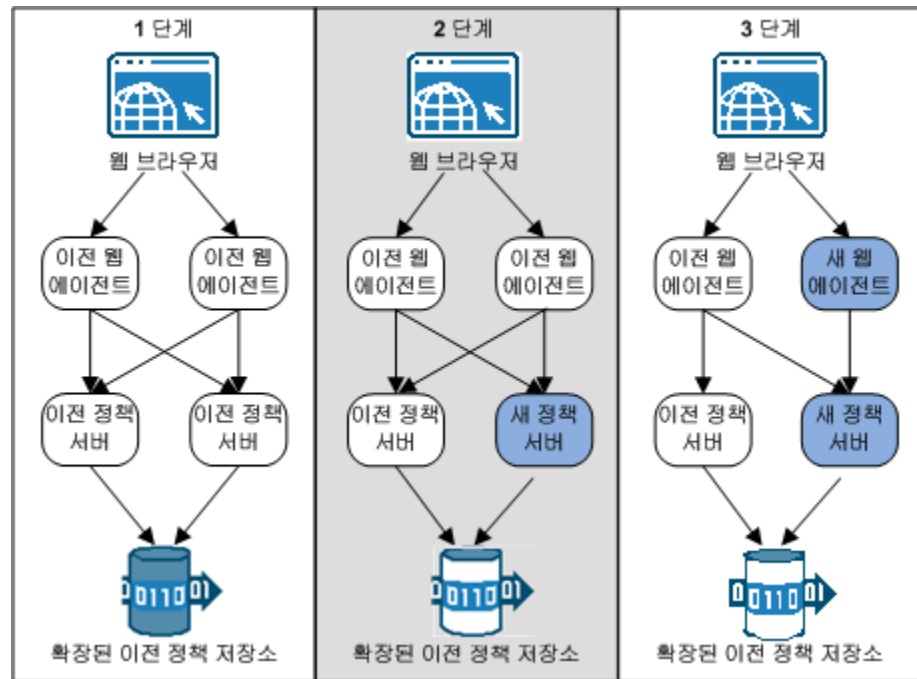 1 단계
웹 브라우저
이전 웹
에이전트
이전 웹
에이전트
이전 정책
서버
이전 정책
서버
0110
01
확장된 이전 정책 저장소
2 단계
웹 브라우저
이전 웹
에이전트
이전 웹
에이전트
이전 정책
서버
새 정책
서버
0110
01
확장된 이전 정책 저장소
3 단계
웹 브라우저
이전 웹
에이전트
새 웹
에이전트
이전 정책
서버
새 정책
서버
0110
01
확장된 이전 정책 저장소